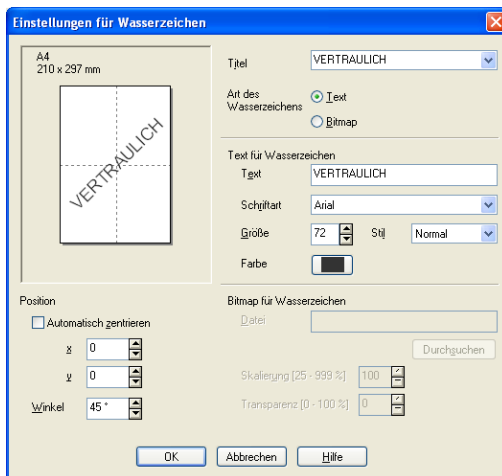 Einstellungen für Wasserzeichen
A4
210 x 297 mm
VERTRAULICH
Titel
VERTRAULICH
Art des
Wasserzeichens
Text
Bitmap
Text für Wasserzeichen
Text
VERTRAULICH
Schriftart
Arial
Größe
72
Stil
Normal
Farbe
Position
Automatisch zentrieren
x
0
y
0
Winkel
45 °
Bitmap für Wasserzeichen
Datei
Durchsuchen
Skalierung [25 - 999 %]
100
Transparenz [0 - 100 %]
0
OK
Abbrechen
Hilfe